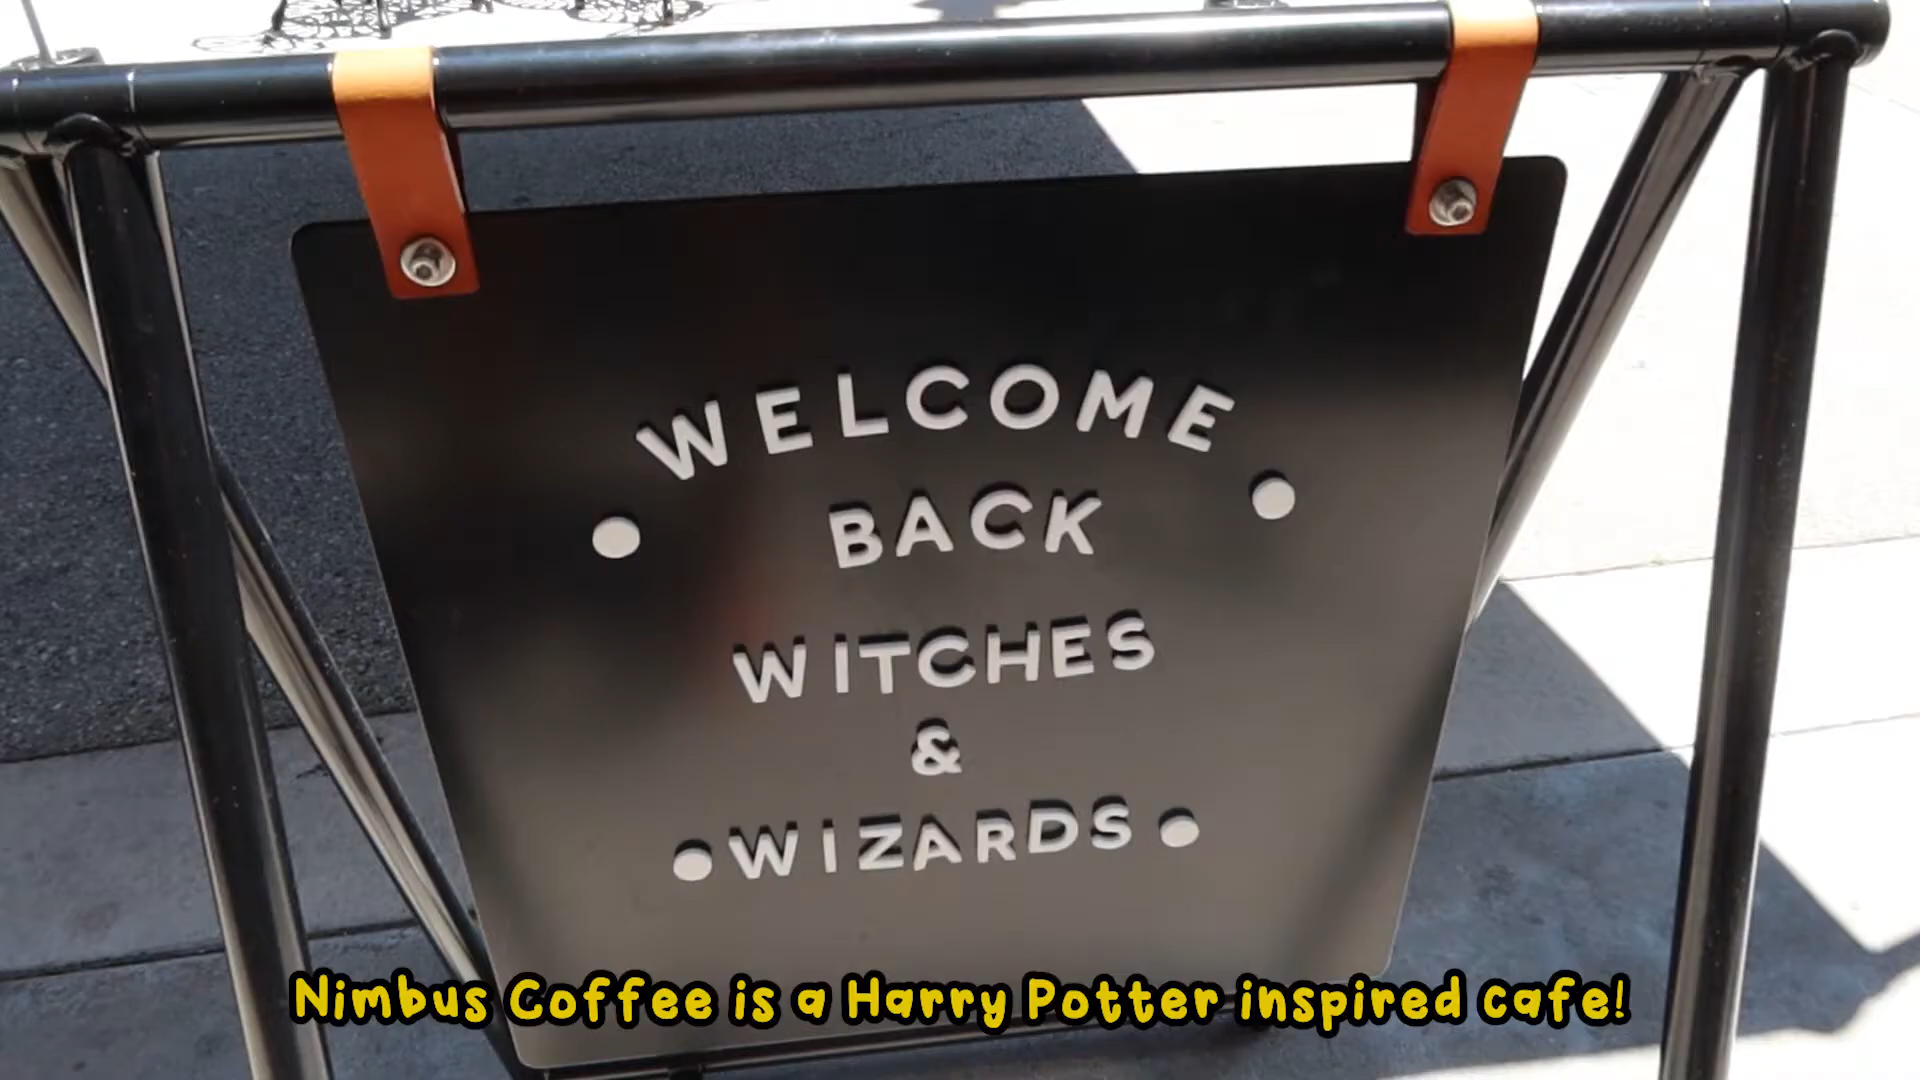 WELCOME
BACK
WITCHES
&
WIZARDS
Nimbus Coffee is a Harry Potter inspired cafe!